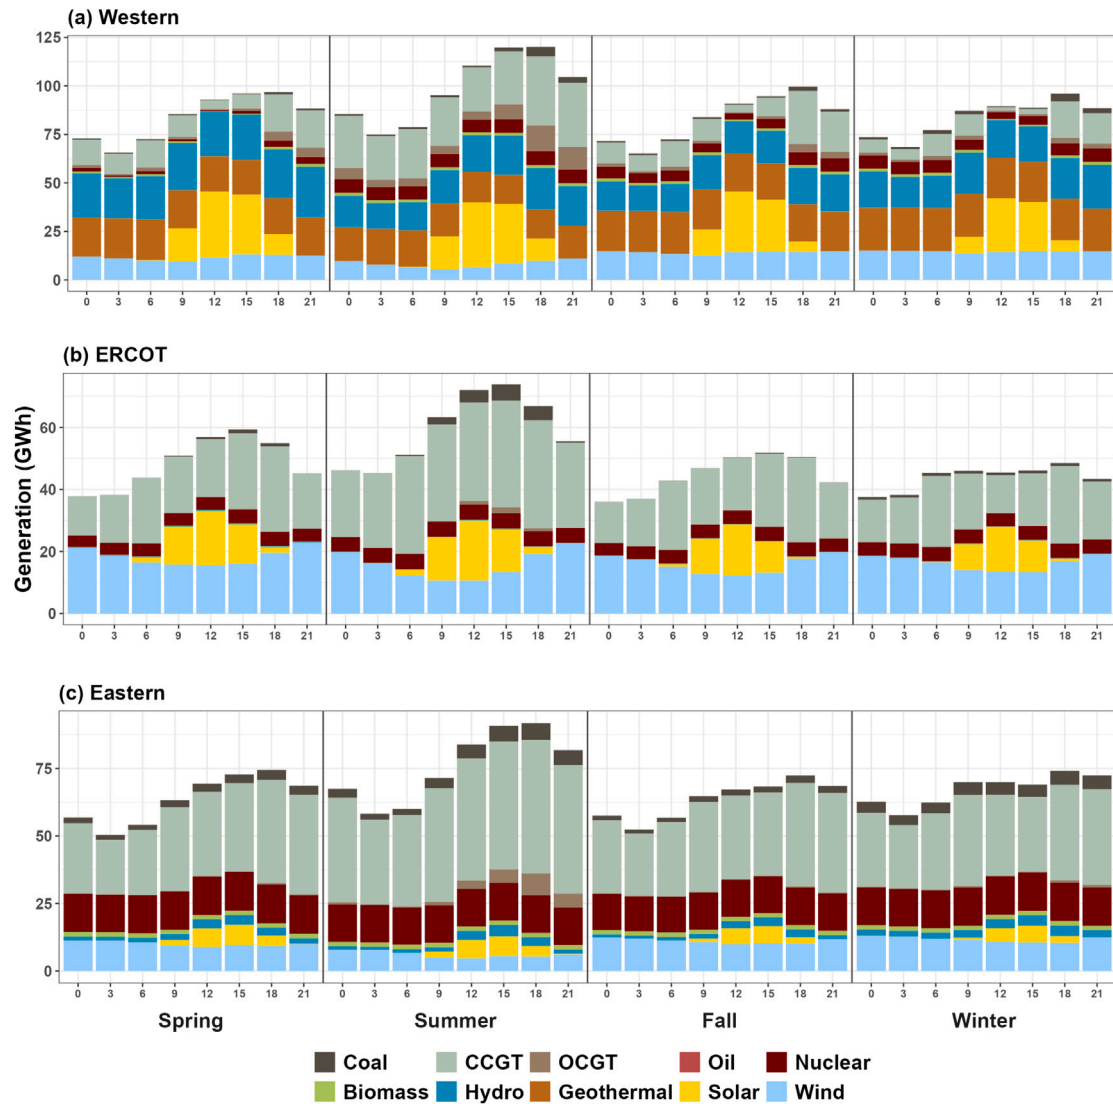 (a) Western
125
100
75
50
25
0
0 3 6 9 12 15 18 21 0 3 6 9 12 15 18 21 0 3 6 9 12 15 18 21 0 3 6 9 12 15 18 21
(b) ERCOT
Generation (GWh)
60
40
20
0
0 3 6 9 12 15 18 21 0 3 6 9 12 15 18 21 0 3 6 9 12 15 18 21 0 3 6 9 12 15 18 21
(c) Eastern
75
50
25
0
0 3 6 9 12 15 18 21 0 3 6 9 12 15 18 21 0 3 6 9 12 15 18 21 0 3 6 9 12 15 18 21
Spring Summer Fall Winter
Coal CCGT OCGT Oil Nuclear
Biomass Hydro Geothermal Solar Wind